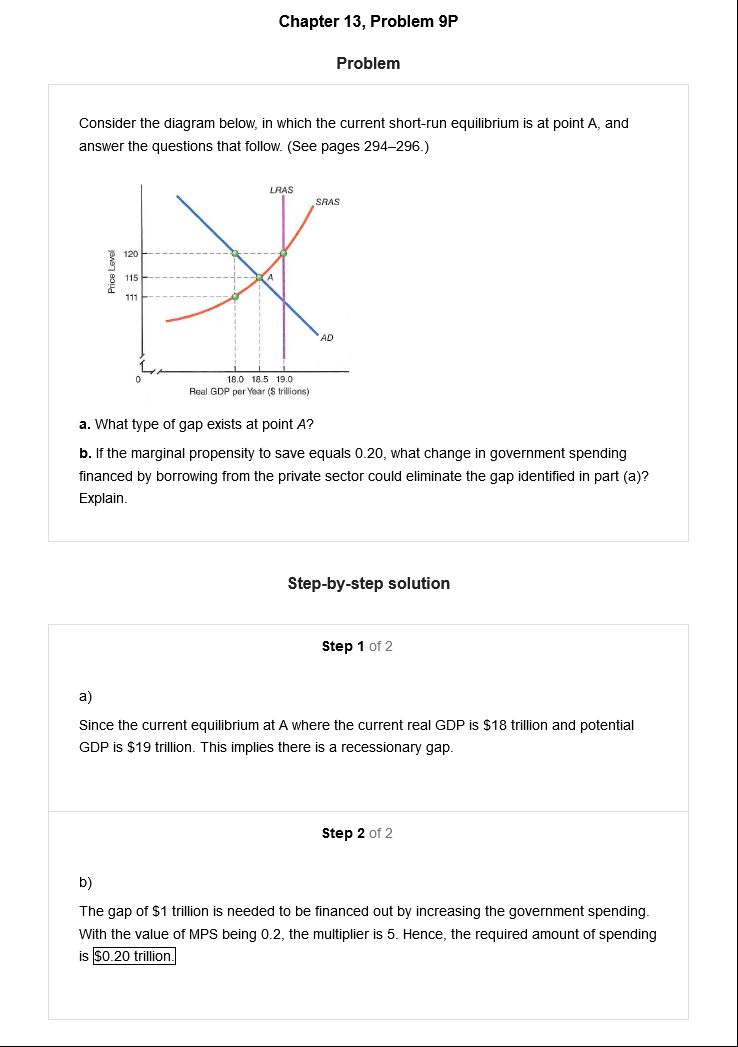 Chapter 13, Problem 9P
Problem
Consider the diagram below, in which the current short-run equilibrium is at point A, and
answer the questions that follow. (See pages 294–296.)
LRAS
SRAS
Price Level
120
115
A
111
AD
0
18.0 18.5 19.0
Real GDP per Year ($ trillions)
a. What type of gap exists at point A?
b. If the marginal propensity to save equals 0.20, what change in government spending
financed by borrowing from the private sector could eliminate the gap identified in part (a)?
Explain.
Step-by-step solution
Step 1 of 2
a)
Since the current equilibrium at A where the current real GDP is $18 trillion and potential
GDP is $19 trillion. This implies there is a recessionary gap.
Step 2 of 2
b)
The gap of $1 trillion is needed to be financed out by increasing the government spending.
With the value of MPS being 0.2, the multiplier is 5. Hence, the required amount of spending
is $0.20 trillion.